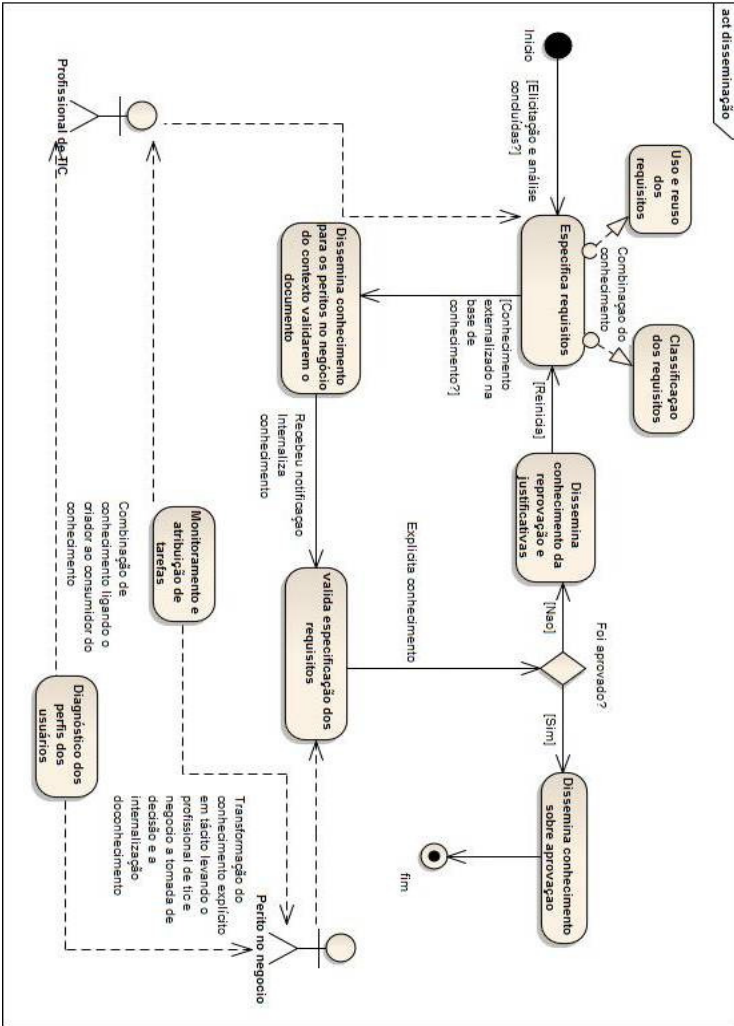 act disseminação
Início
[Elicitação e análise
concluídas?]
Uso e reuso
dos
requisitos
Combinaçao do
conhecimento
Classificaçao
dos requisitos
Especifica requisitos
[Conhecimento
externalizado na
base de
conhecimento?]
[Reinicia]
Dissemina
conhecimento da
reprovação e
justificativas
[Nao]
Foi aprovado?
[Sim]
Dissemina conhecimento
sobre aprovaçao
fim
Dissemina conhecimento
para os peritos no negócio
do contexto validarem o
documento
Recebeu notificaçao
Internaliza
conhecimento
valida especificação dos
requisitos
Explicita conhecimento
Profissional de TIC
Monitoramento e
atribuição de
tarefas
Combinação de
conhecimento ligando o
criador ao consumidor do
conhecimento
Diagnóstico dos
perfis dos
usuários
Transformação do
conhecimento explícito
em tácito levando o
profissional de tic e
negocio a tomada de
decisão e a
internalização
doconhecimento
Perito no negocio